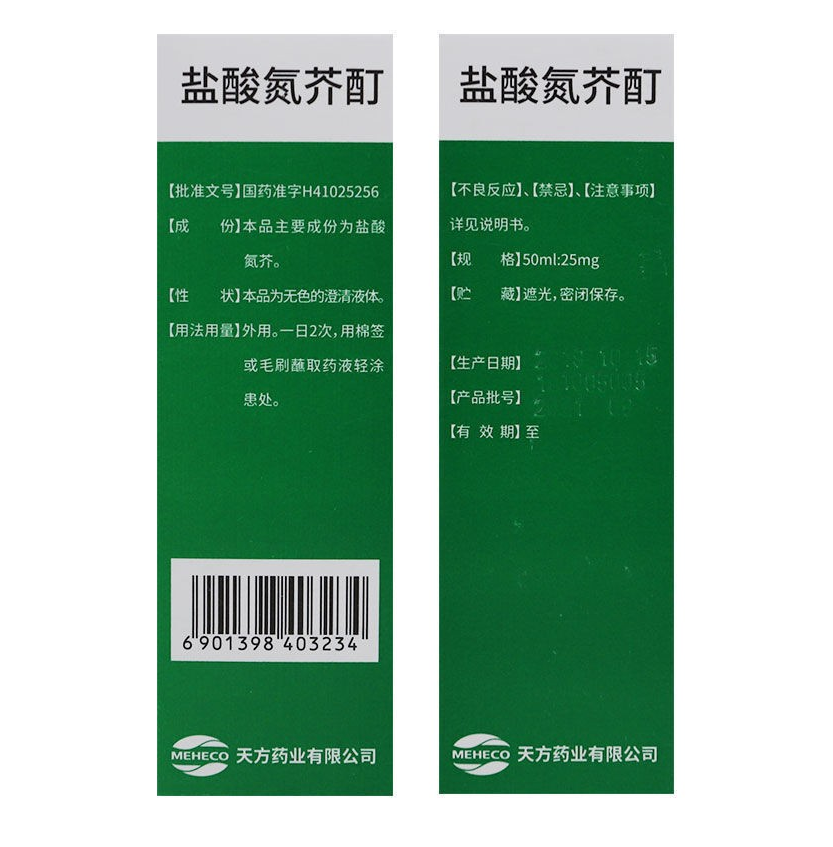 盐酸氮芥酊
【批准文号】国药准字H41025256
【成 份】本品主要成份为盐酸
氮芥。
【性 状】本品为无色的澄清液体。
【用法用量】外用。一日2次，用棉签
或毛刷蘸取药液轻涂
患处。
6 901398 403234
MEHECO 天方药业有限公司
盐酸氮芥酊
【不良反应】、【禁忌】、【注意事项】
详见说明书。
【规 格】50ml:25mg
【贮 藏】遮光，密闭保存。
【生产日期】
【产品批号】
【有 效 期】至
MEHECO 天方药业有限公司